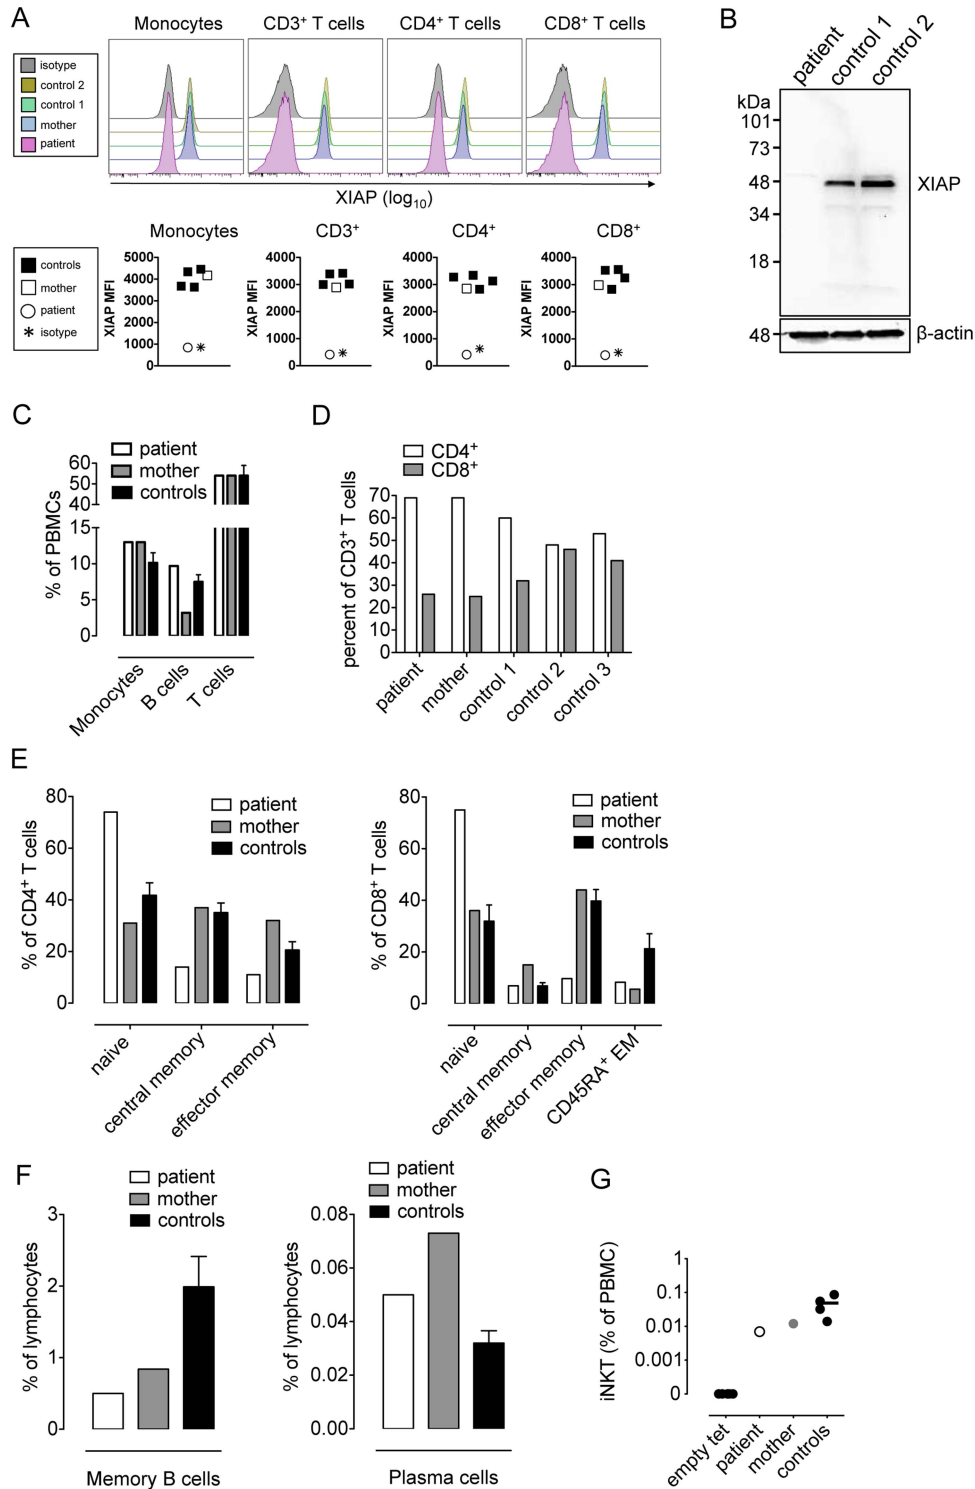 A
Monocytes
CD3+ T cells
CD4+ T cells
CD8+ T cells
isotype
control 2
control 1
mother
patient
XIAP (log10)
controls
mother
patient
isotype
Monocytes
CD3+
CD4+
CD8+
XIAP MFI
5000
4000
3000
2000
1000
0
XIAP MFI
4000
3000
2000
1000
0
XIAP MFI
4000
3000
2000
1000
0
XIAP MFI
4000
3000
2000
1000
0
B
patient
control 1
control 2
kDa
101
73
48
34
18
XIAP
48
β-actin
C
patient
mother
controls
% of PBMCs
60
50
40
15
10
5
0
Monocytes
B cells
T cells
D
CD4+
CD8+
percent of CD3+ T cells
70
60
50
40
30
20
10
0
patient
mother
control 1
control 2
control 3
E
% of CD4+ T cells
80
60
40
20
0
patient
mother
controls
naive
central memory
effector memory
% of CD8+ T cells
80
60
40
20
0
patient
mother
controls
naive
central memory
effector memory
CD45RA+ EM
F
patient
mother
controls
% of lymphocytes
3
2
1
0
Memory B cells
patient
mother
controls
% of lymphocytes
0.08
0.06
0.04
0.02
0.00
Plasma cells
G
iNKT (% of PBMC)
1
0.1
0.01
0.001
0
empty tet
patient
mother
controls